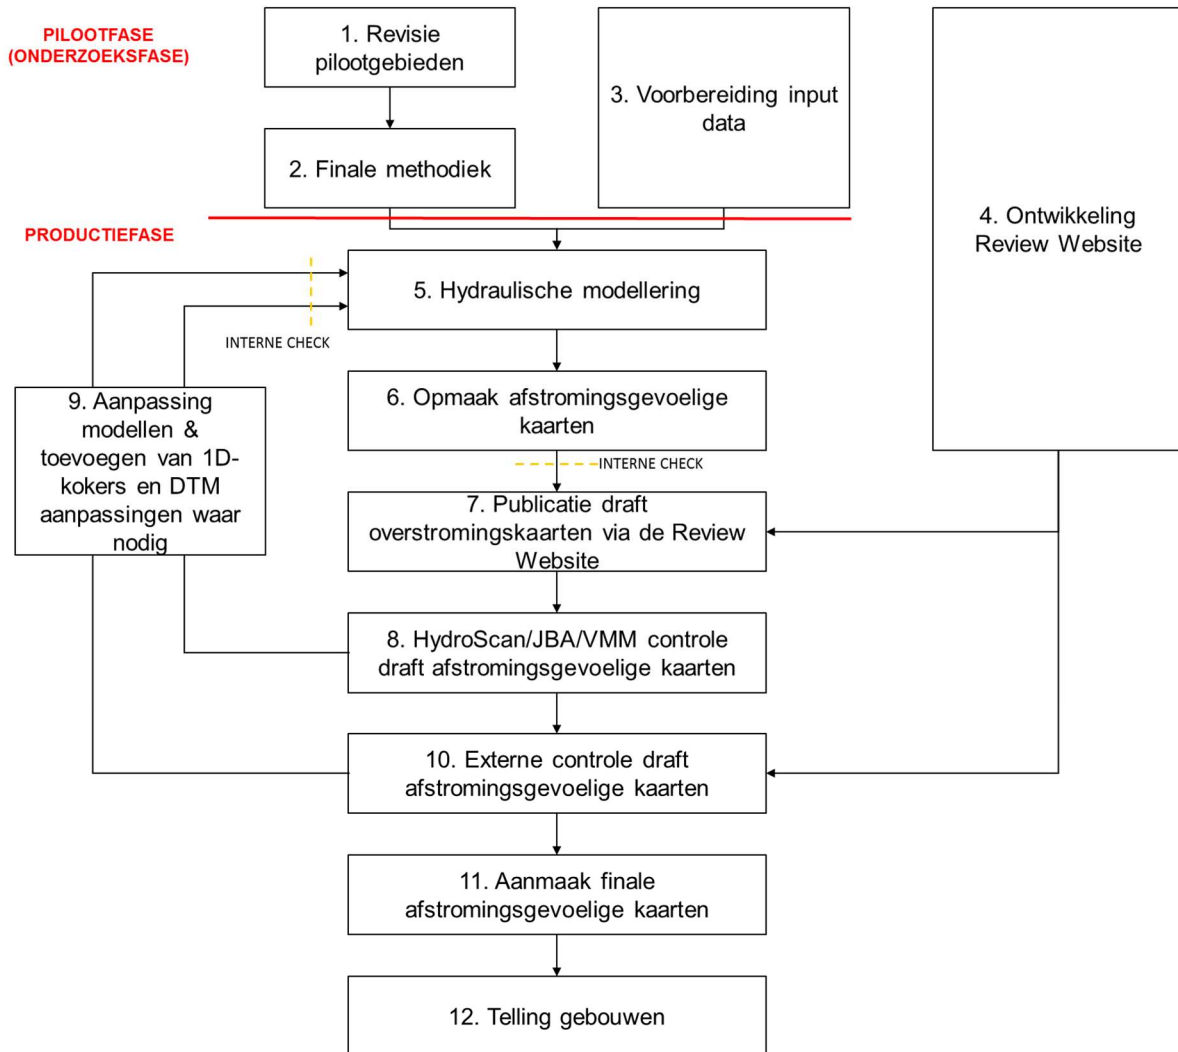 PILOOTFASE
(ONDERZOEKSFASE)
1. Revisie
pilootgebieden
3. Voorbereiding input
data
2. Finale methodiek
4. Ontwikkeling
Review Website
PRODUCTIEFASE
5. Hydraulische modellering
INTERNE CHECK
6. Opmaak afstromingsgevoelige
kaarten
9. Aanpassing
modellen &
toevoegen van 1D-
kokers en DTM
aanpassingen waar
nodig
INTERNE CHECK
7. Publicatie draft
overstromingskaarten via de Review
Website
8. HydroScan/JBA/VMM controle
draft afstromingsgevoelige kaarten
10. Externe controle draft
afstromingsgevoelige kaarten
11. Aanmaak finale
afstromingsgevoelige kaarten
12. Telling gebouwen